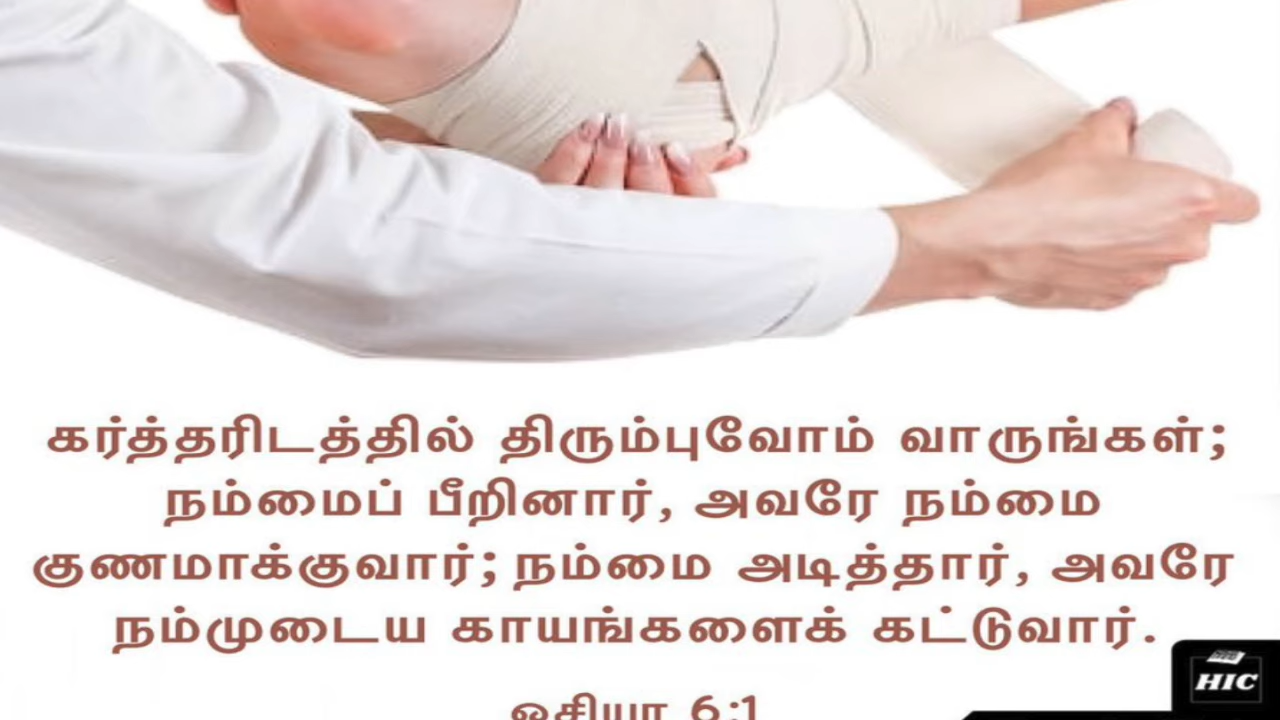 கர்த்தரிடத்தில் திரும்புவோம் வாருங்கள்;
நம்மைப் பீறினார், அவரே நம்மை
குணமாக்குவார்; நம்மை அடித்தார், அவரே
நம்முடைய காயங்களைக் கட்டுவார்.
ஓசியா 6:1
HIC